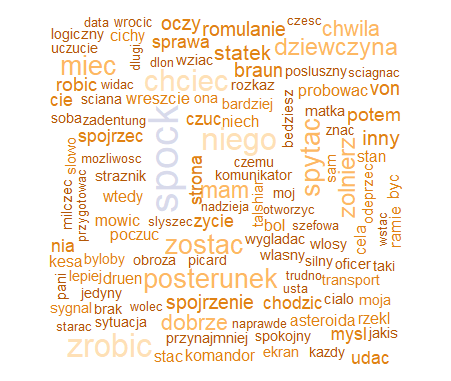 data wrocic oczy romulanie czesc
logiczny cichy sprawa statek chwila
uczucie dlugi dziewczyna
miec dlon wziac braun posluszny sciagnac
robic widac chciec rozkaz probowac von
cie sciana wreszcie ona bardziej matka potem
soba zadentung czuc niech bedziesz znac inny
spojrzec spock niego spytac zolnierz
slowo mozliwosc strona czemu sam stan
straznik komunikator odeprzec
milczec przygotowac wtedy mam moj byc
nadzieja talshiar otworzyc
mowic slyszec zycie bol szefowa ramie
poczuc wygladac wlosy cela wstac
nia zostac wlasny silny oficer taki
kesa byloby obroza picard
pani lepiej druen posterunek trudno transport
jedyny usta cialo moja
sygnal brak wolec spojrzenie chodzic
starac sytuacja dobrze naprawde asteroida rzekl
zrobic przynajmniej spokojny mysl jakis
stac komandor ekran kazdy udac